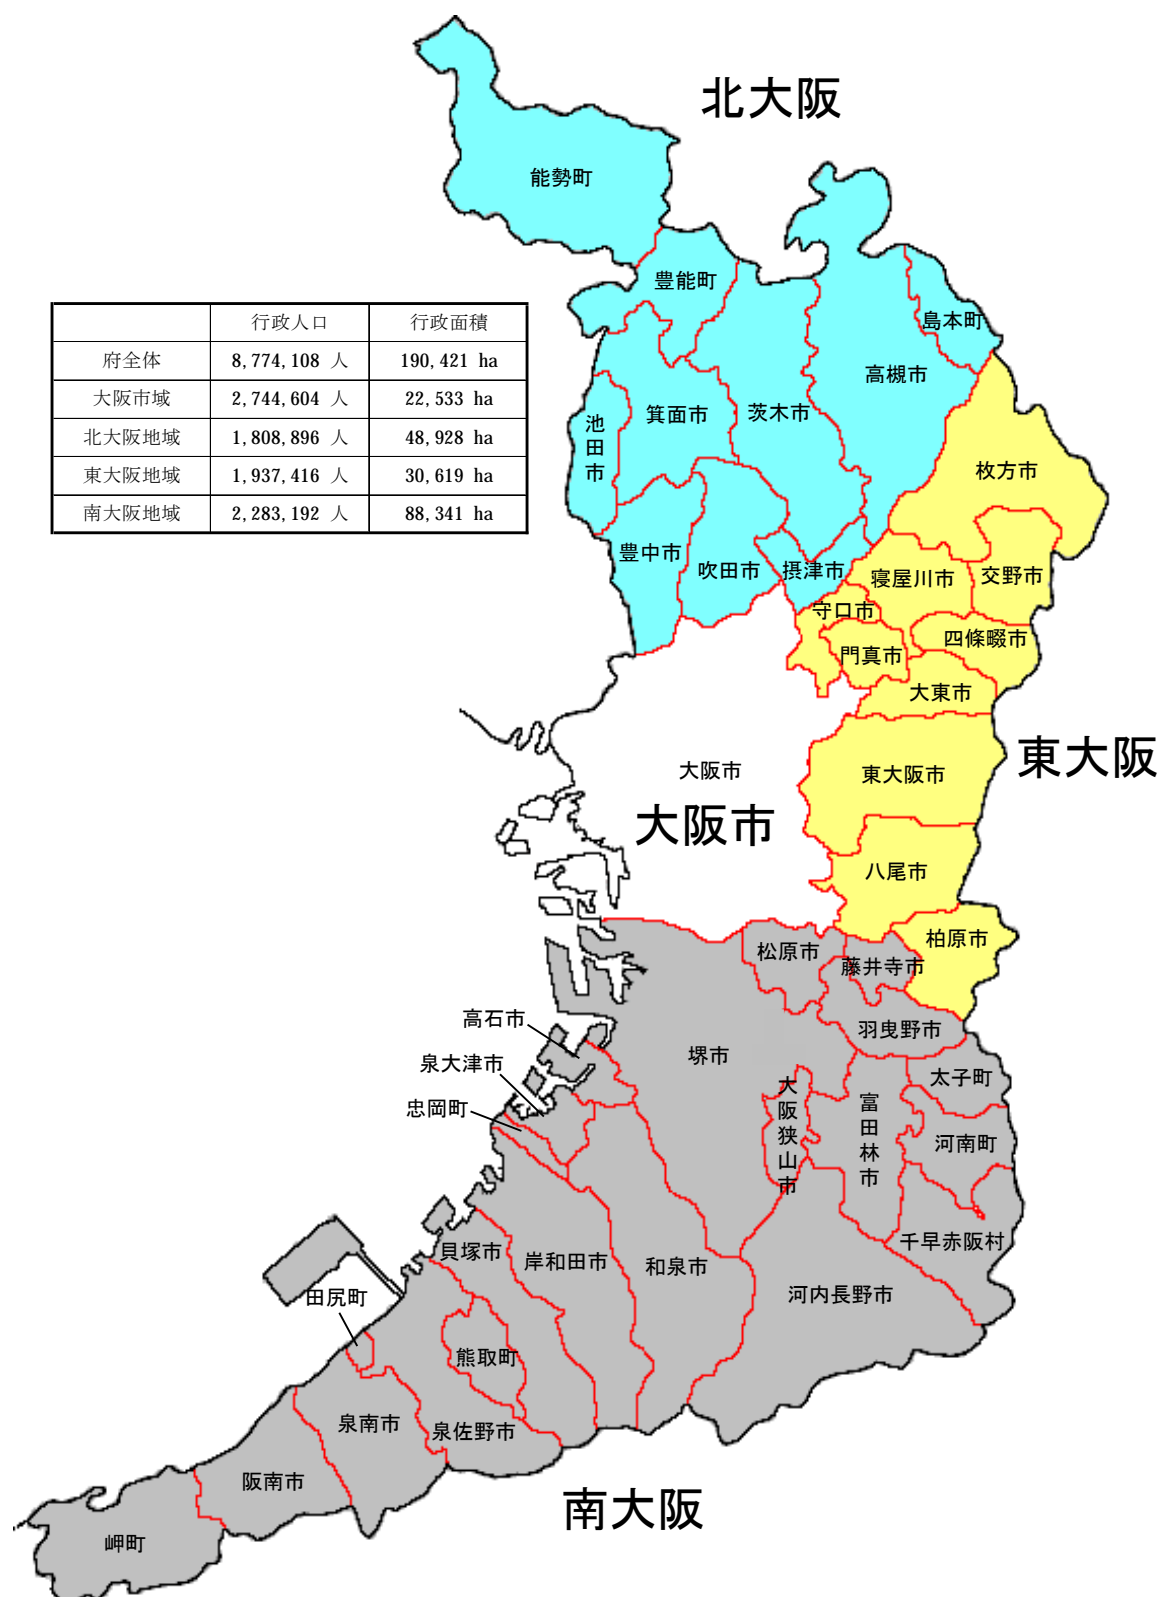 北大阪
能勢町
豊能町
島本町
高槻市
茨木市
箕面市
池田市
豊中市
吹田市
摂津市
行政人口 行政面積
府全体 8,774,108 人 190,421 ha
大阪市域 2,744,604 人 22,533 ha
北大阪地域 1,808,896 人 48,928 ha
東大阪地域 1,937,416 人 30,619 ha
南大阪地域 2,283,192 人 88,341 ha
枚方市
寝屋川市
交野市
守口市
四條畷市
門真市
大東市
東大阪
東大阪市
大阪市
大阪市
八尾市
柏原市
松原市
藤井寺市
羽曳野市
高石市
堺市
泉大津市
太子町
大阪狭山市
富田林市
忠岡町
河南町
千早赤阪村
貝塚市
岸和田市
和泉市
河内長野市
田尻町
熊取町
泉南市
泉佐野市
阪南市
南大阪
岬町